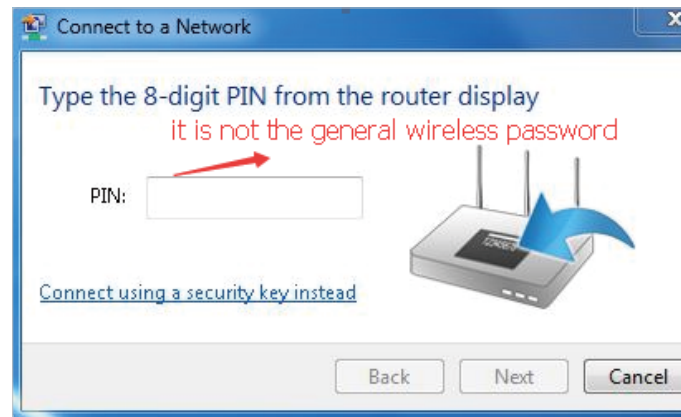 Connect to a Network
Type the 8-digit PIN from the router display
it is not the general wireless password
PIN:
Connect using a security key instead
Back Next Cancel